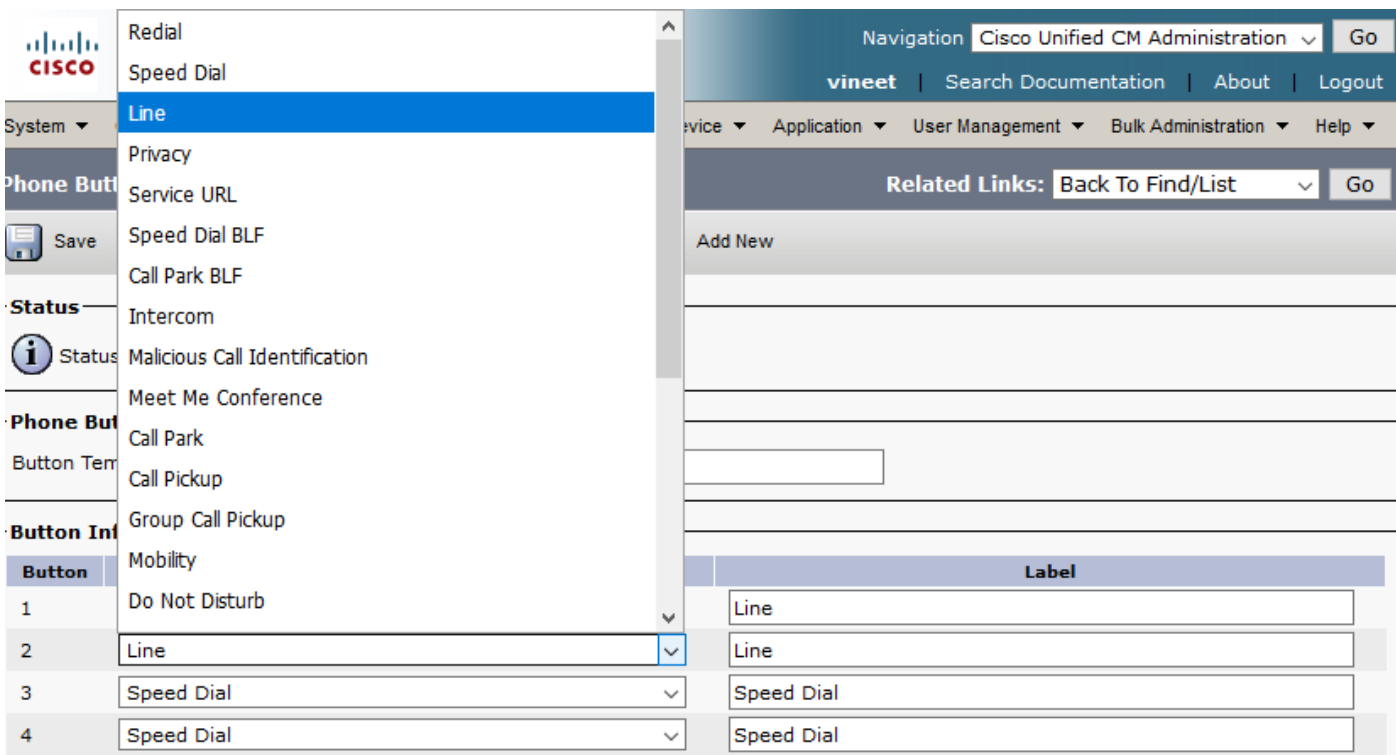 CISCO
Navigation Cisco Unified CM Administration Go
vineet | Search Documentation | About | Logout
System evice Application User Management Bulk Administration Help
Phone Butt Related Links: Back To Find/List Go
Save Add New
Status
Status
Phone But
Button Tem
Button Inf
Redial
Speed Dial
Line
Privacy
Service URL
Speed Dial BLF
Call Park BLF
Intercom
Malicious Call Identification
Meet Me Conference
Call Park
Call Pickup
Group Call Pickup
Mobility
Do Not Disturb
Button Label
1 Line
2 Line Line
3 Speed Dial Speed Dial
4 Speed Dial Speed Dial